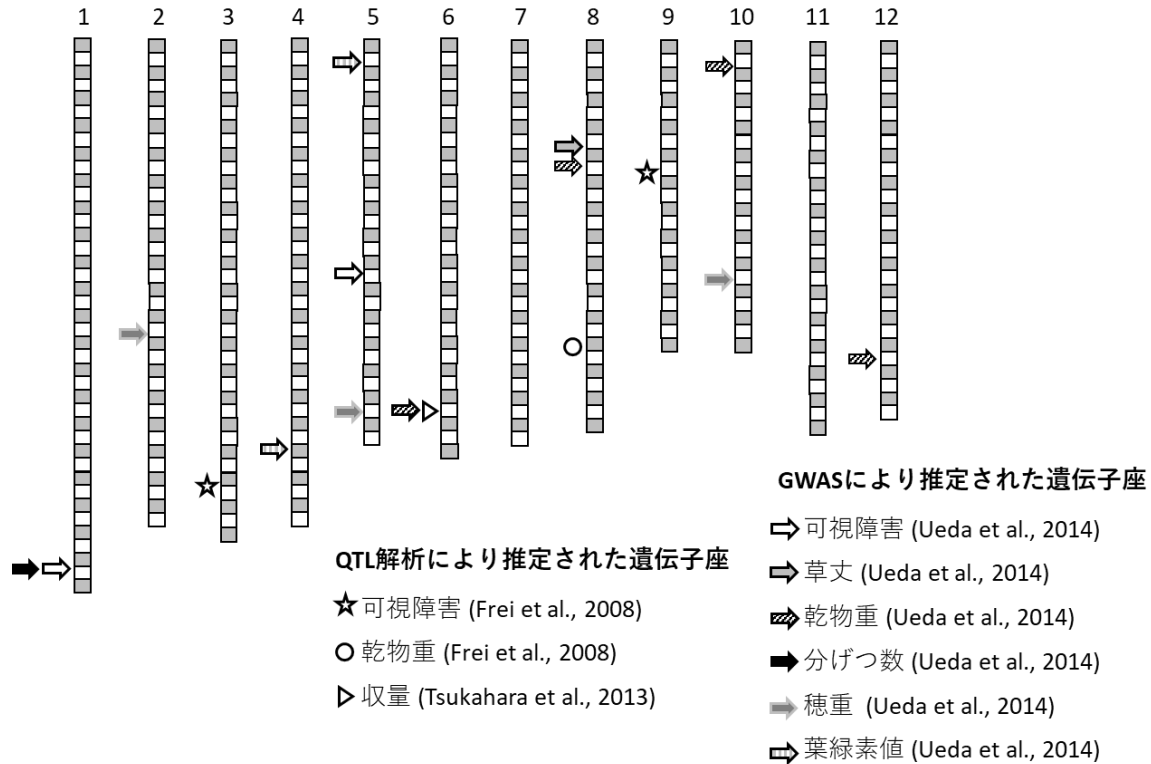 1 2 3 4 5 6 7 8 9 10 11 12
QTL解析により推定された遺伝子座
可視障害 (Frei et al., 2008)
乾物重 (Frei et al., 2008)
収量 (Tsukahara et al., 2013)
GWASにより推定された遺伝子座
可視障害 (Ueda et al., 2014)
草丈 (Ueda et al., 2014)
乾物重 (Ueda et al., 2014)
分げつ数 (Ueda et al., 2014)
穂重 (Ueda et al., 2014)
葉緑素値 (Ueda et al., 2014)